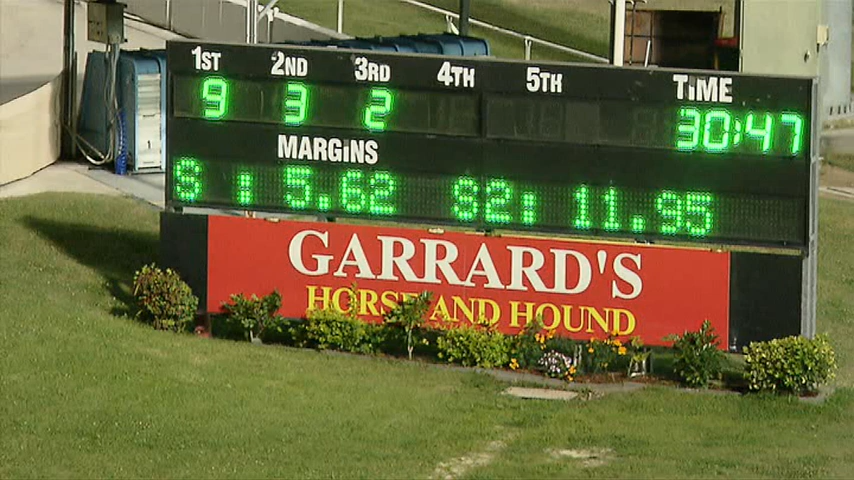 1ST 2ND 3RD 4TH 5TH TIME
9 3 2 30:47
MARGINS
S : 5.62 S2: 11.95
GARRARD'S
HORSE AND HOUND